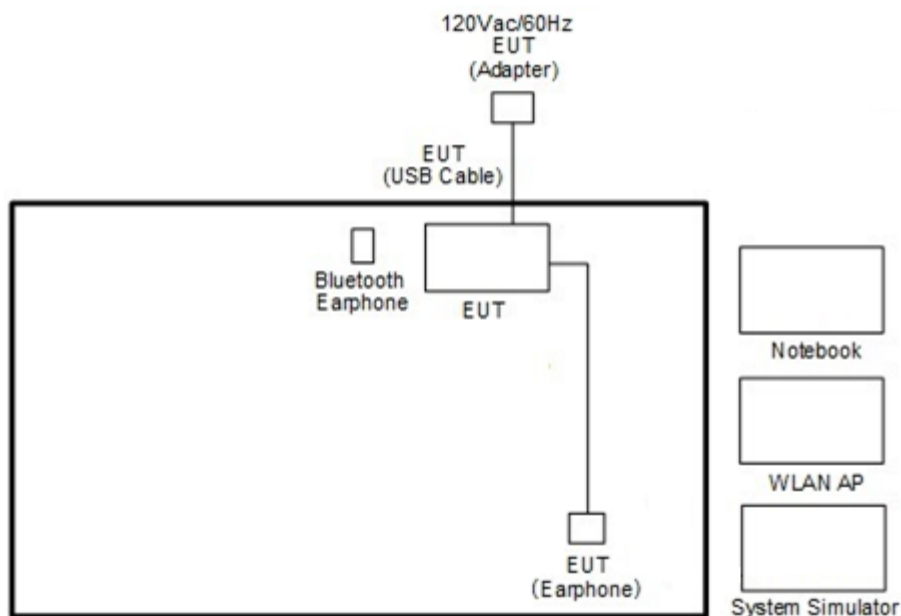 120Vac/60Hz
EUT
(Adapter)
EUT
(USB Cable)
Bluetooth
Earphone
EUT
Notebook
WLAN AP
EUT
(Earphone)
System Simulator